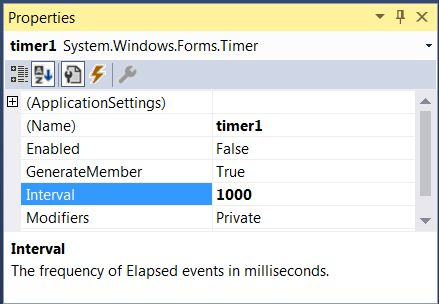 Properties
timer1 System.Windows.Forms.Timer
(ApplicationSettings)
(Name) timer1
Enabled False
GenerateMember True
Interval 1000
Modifiers Private
Interval
The frequency of Elapsed events in milliseconds.